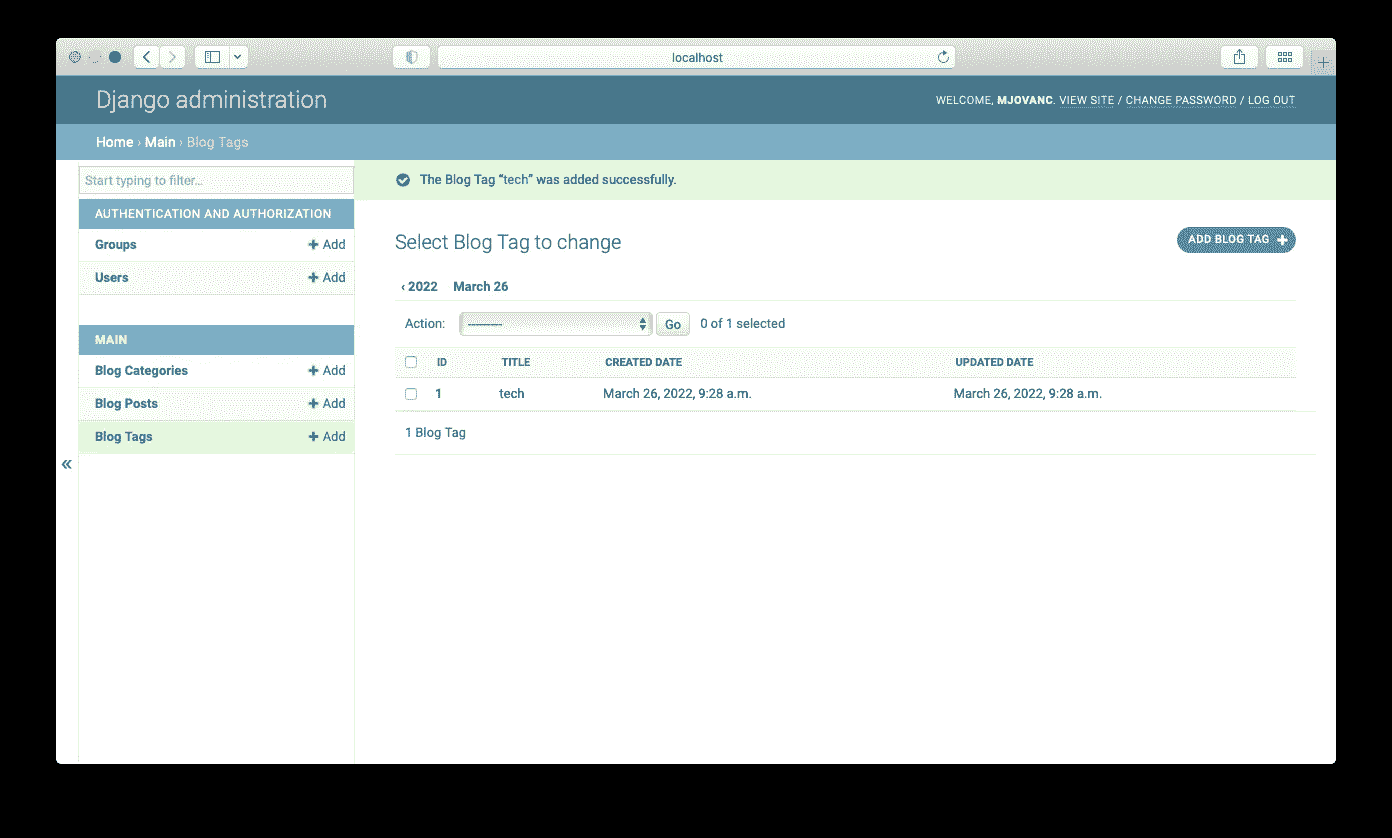 localhost
Django administration
WELCOME, MJOVANC. VIEW SITE / CHANGE PASSWORD / LOG OUT
Home › Main › Blog Tags
Start typing to filter...
The Blog Tag “tech” was added successfully.
AUTHENTICATION AND AUTHORIZATION
Groups + Add
Users + Add
MAIN
Blog Categories + Add
Blog Posts + Add
Blog Tags + Add
«
Select Blog Tag to change
ADD BLOG TAG +
‹ 2022 March 26
Action: --------- Go 0 of 1 selected
ID TITLE CREATED DATE UPDATED DATE
1 tech March 26, 2022, 9:28 a.m. March 26, 2022, 9:28 a.m.
1 Blog Tag